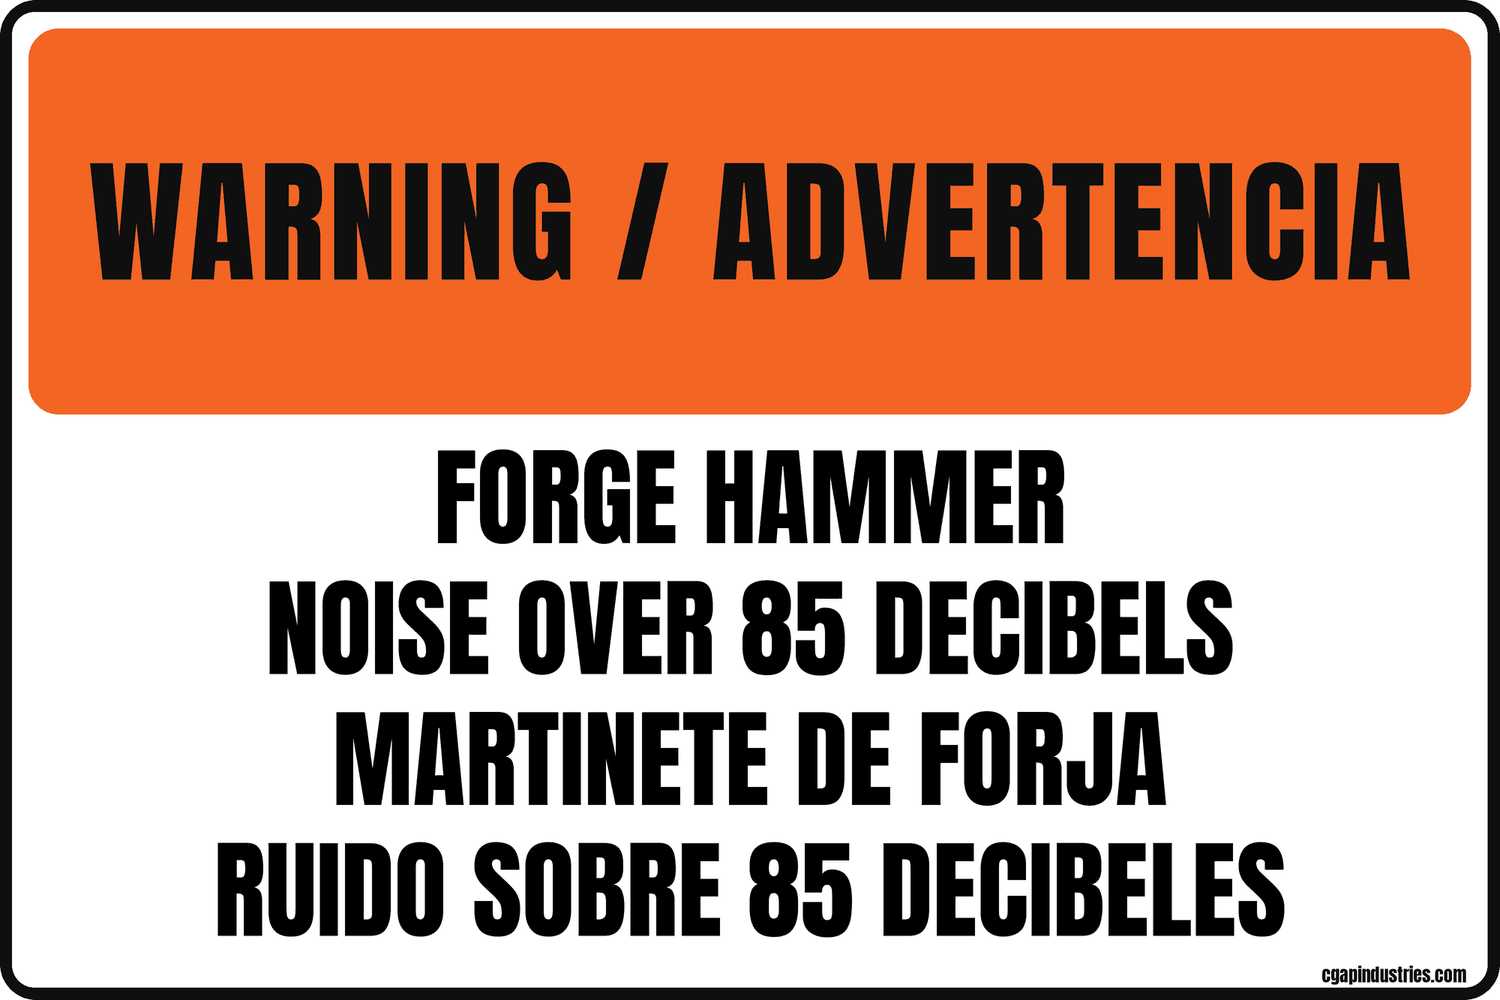 WARNING / ADVERTENCIA
FORGE HAMMER
NOISE OVER 85 DECIBELS
MARTINETE DE FORJA
RUIDO SOBRE 85 DECIBELES
cgapindustries.com